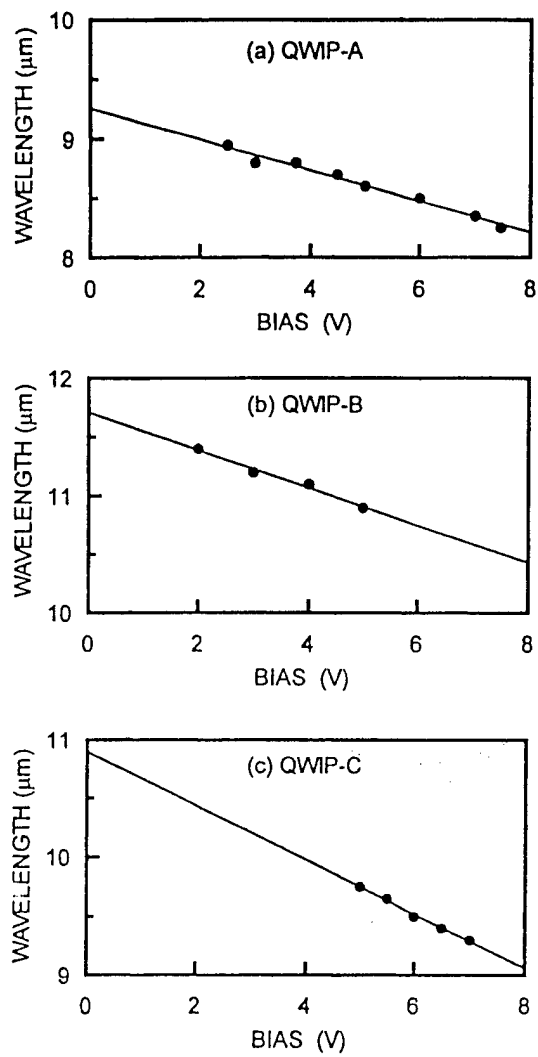 (a) QWIP-A
WAVELENGTH (μm)
10
9
8
0 2 4 6 8
BIAS (V)
(b) QWIP-B
WAVELENGTH (μm)
12
11
10
0 2 4 6 8
BIAS (V)
(c) QWIP-C
WAVELENGTH (μm)
11
10
9
0 2 4 6 8
BIAS (V)